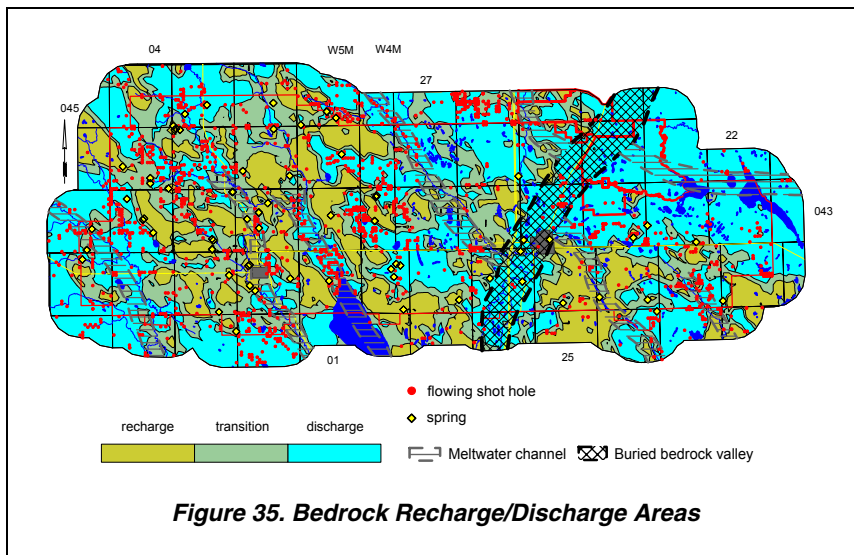 04
W5M W4M
27
045
22
043
01
25
flowing shot hole
spring
recharge transition discharge
Meltwater channel Buried bedrock valley
Figure 35. Bedrock Recharge/Discharge Areas